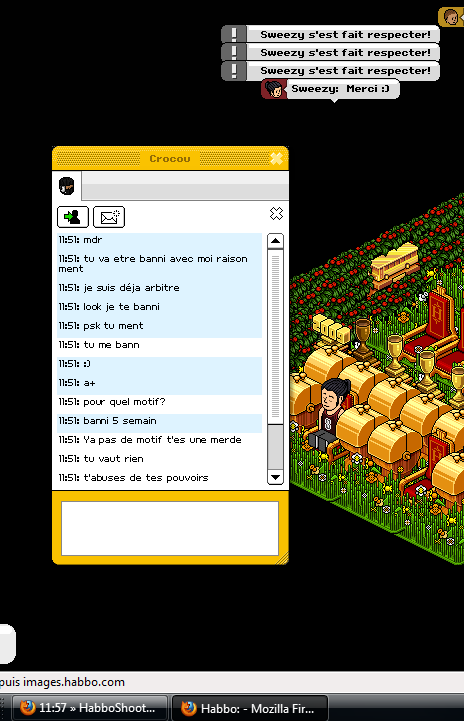 Sweezy s'est fait respecter!
Sweezy s'est fait respecter!
Sweezy s'est fait respecter!
Sweezy: Merci :)
Crocou
11:51: mdr
11:51: tu va etre banni avec moi raison
ment
11:51: je suis déja arbitre
11:51: look je te banni
11:51: psk tu ment
11:51: tu me bann
11:51: :)
11:51: a+
11:51: pour quel motif?
11:51: banni 5 semain
11:51: Ya pas de motif t'es une merde
11:51: tu vaut rien
11:51: t'abuses de tes pouvoirs
puis images.habbo.com
11:57 » HabboShoot...
Habbo: - Mozilla Fir...